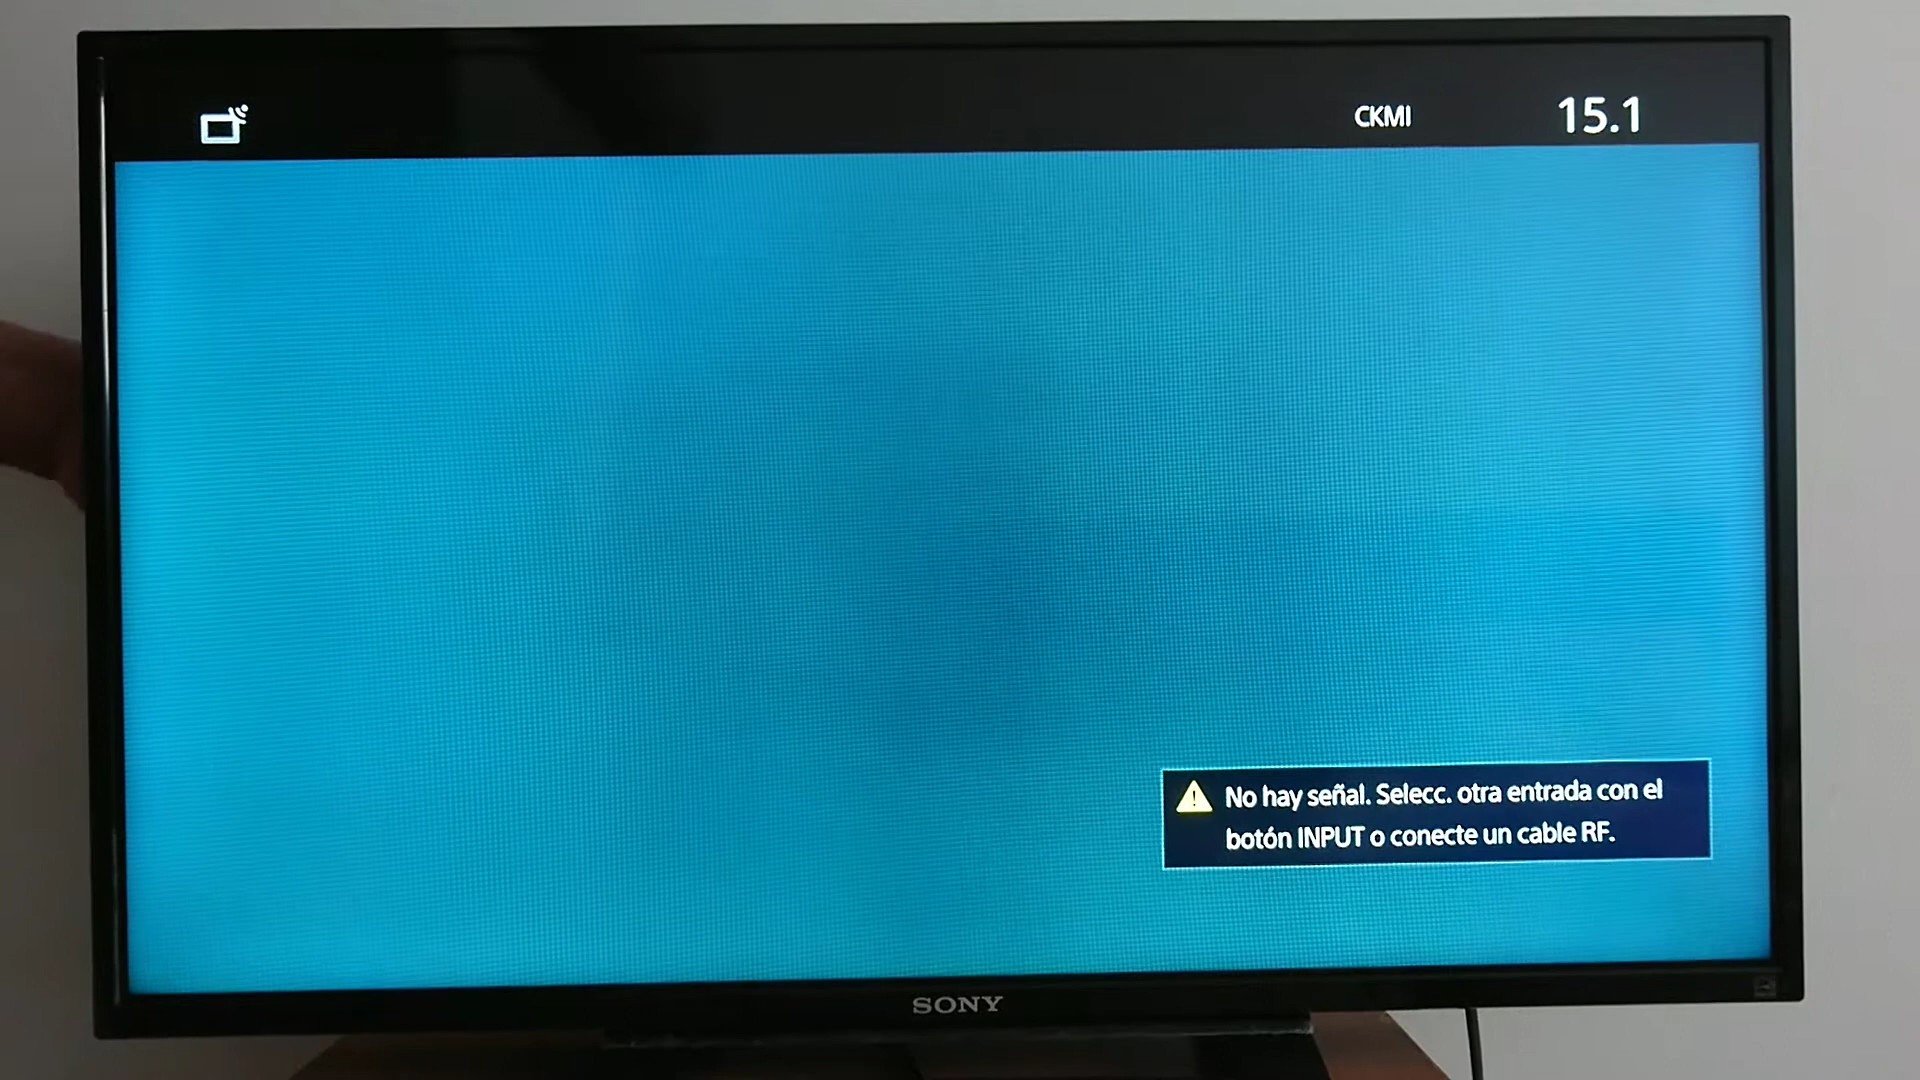 CKMI 15.1
No hay señal. Selecc. otra entrada con el
botón INPUT o conecte un cable RF.
SONY